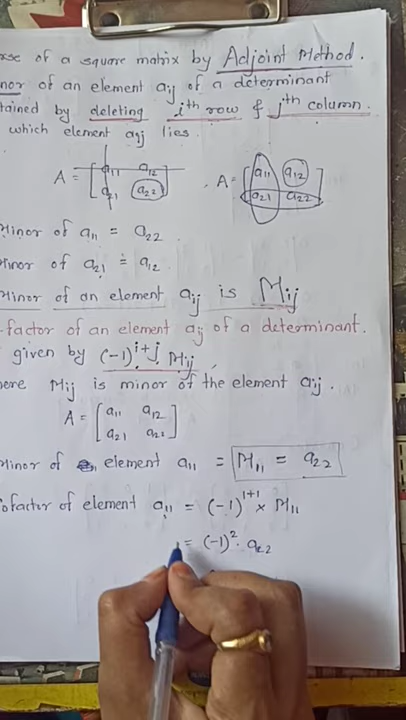 of a square matrix by Adjoint Method.
of an element aij of a determinant
by deleting ith row & jth column.
which element aij lies.
A = [a11 a12 a21 a22] , A = [a11 a12 a21 a22]
Minor of a11 = a22
Minor of a21 = a12
Minor of an element aij is Mij
factor of an element aij of a determinant.
given by (-1)^i+j Mij
Mij is minor of the element aij.
A = [a11 a12
a21 a22]
Minor of element a11 = M11 = a22
cofactor of element a11 = (-1)^1+1 × M11
= (-1)^2 . a22